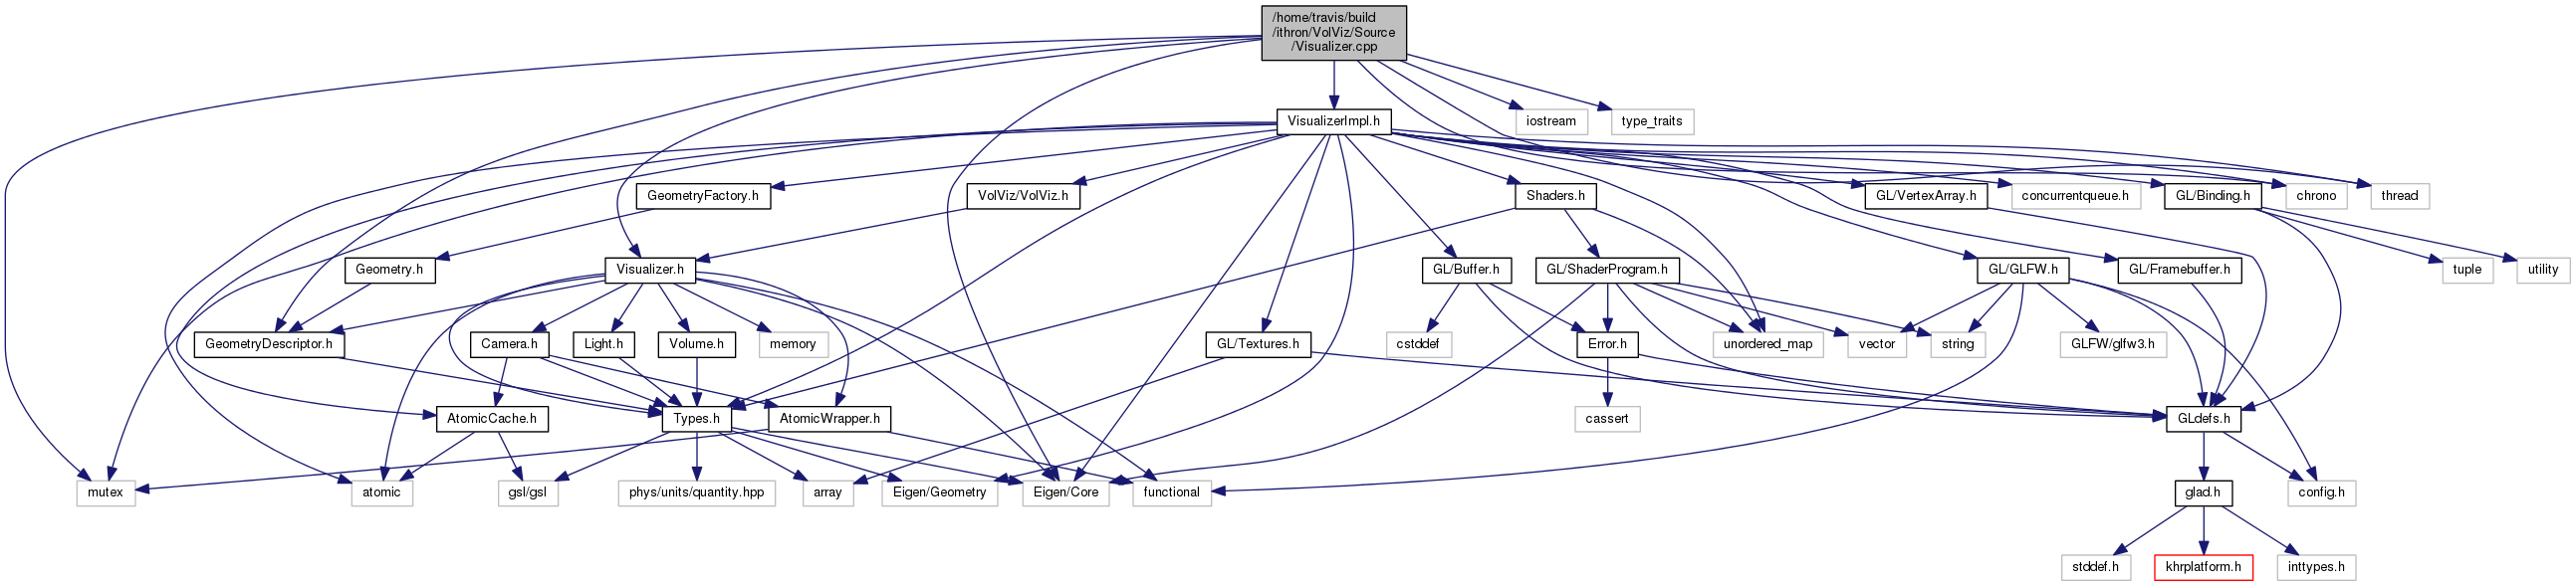 /home/travis/build
/ithron/VolViz/Source
/Visualizer.cpp
VisualizerImpl.h
iostream
type_traits
GeometryFactory.h
VolViz/VolViz.h
Shaders.h
GL/VertexArray.h
concurrentqueue.h
GL/Binding.h
chrono
thread
Geometry.h
Visualizer.h
GL/Buffer.h
GL/ShaderProgram.h
GL/GLFW.h
GL/Framebuffer.h
tuple
utility
GeometryDescriptor.h
Camera.h
Light.h
Volume.h
memory
GL/Textures.h
cstddef
Error.h
unordered_map
vector
string
GLFW/glfw3.h
AtomicCache.h
Types.h
AtomicWrapper.h
cassert
GLdefs.h
mutex
atomic
gsl/gsl
phys/units/quantity.hpp
array
Eigen/Geometry
Eigen/Core
functional
glad.h
config.h
stddef.h
khrplatform.h
inttypes.h